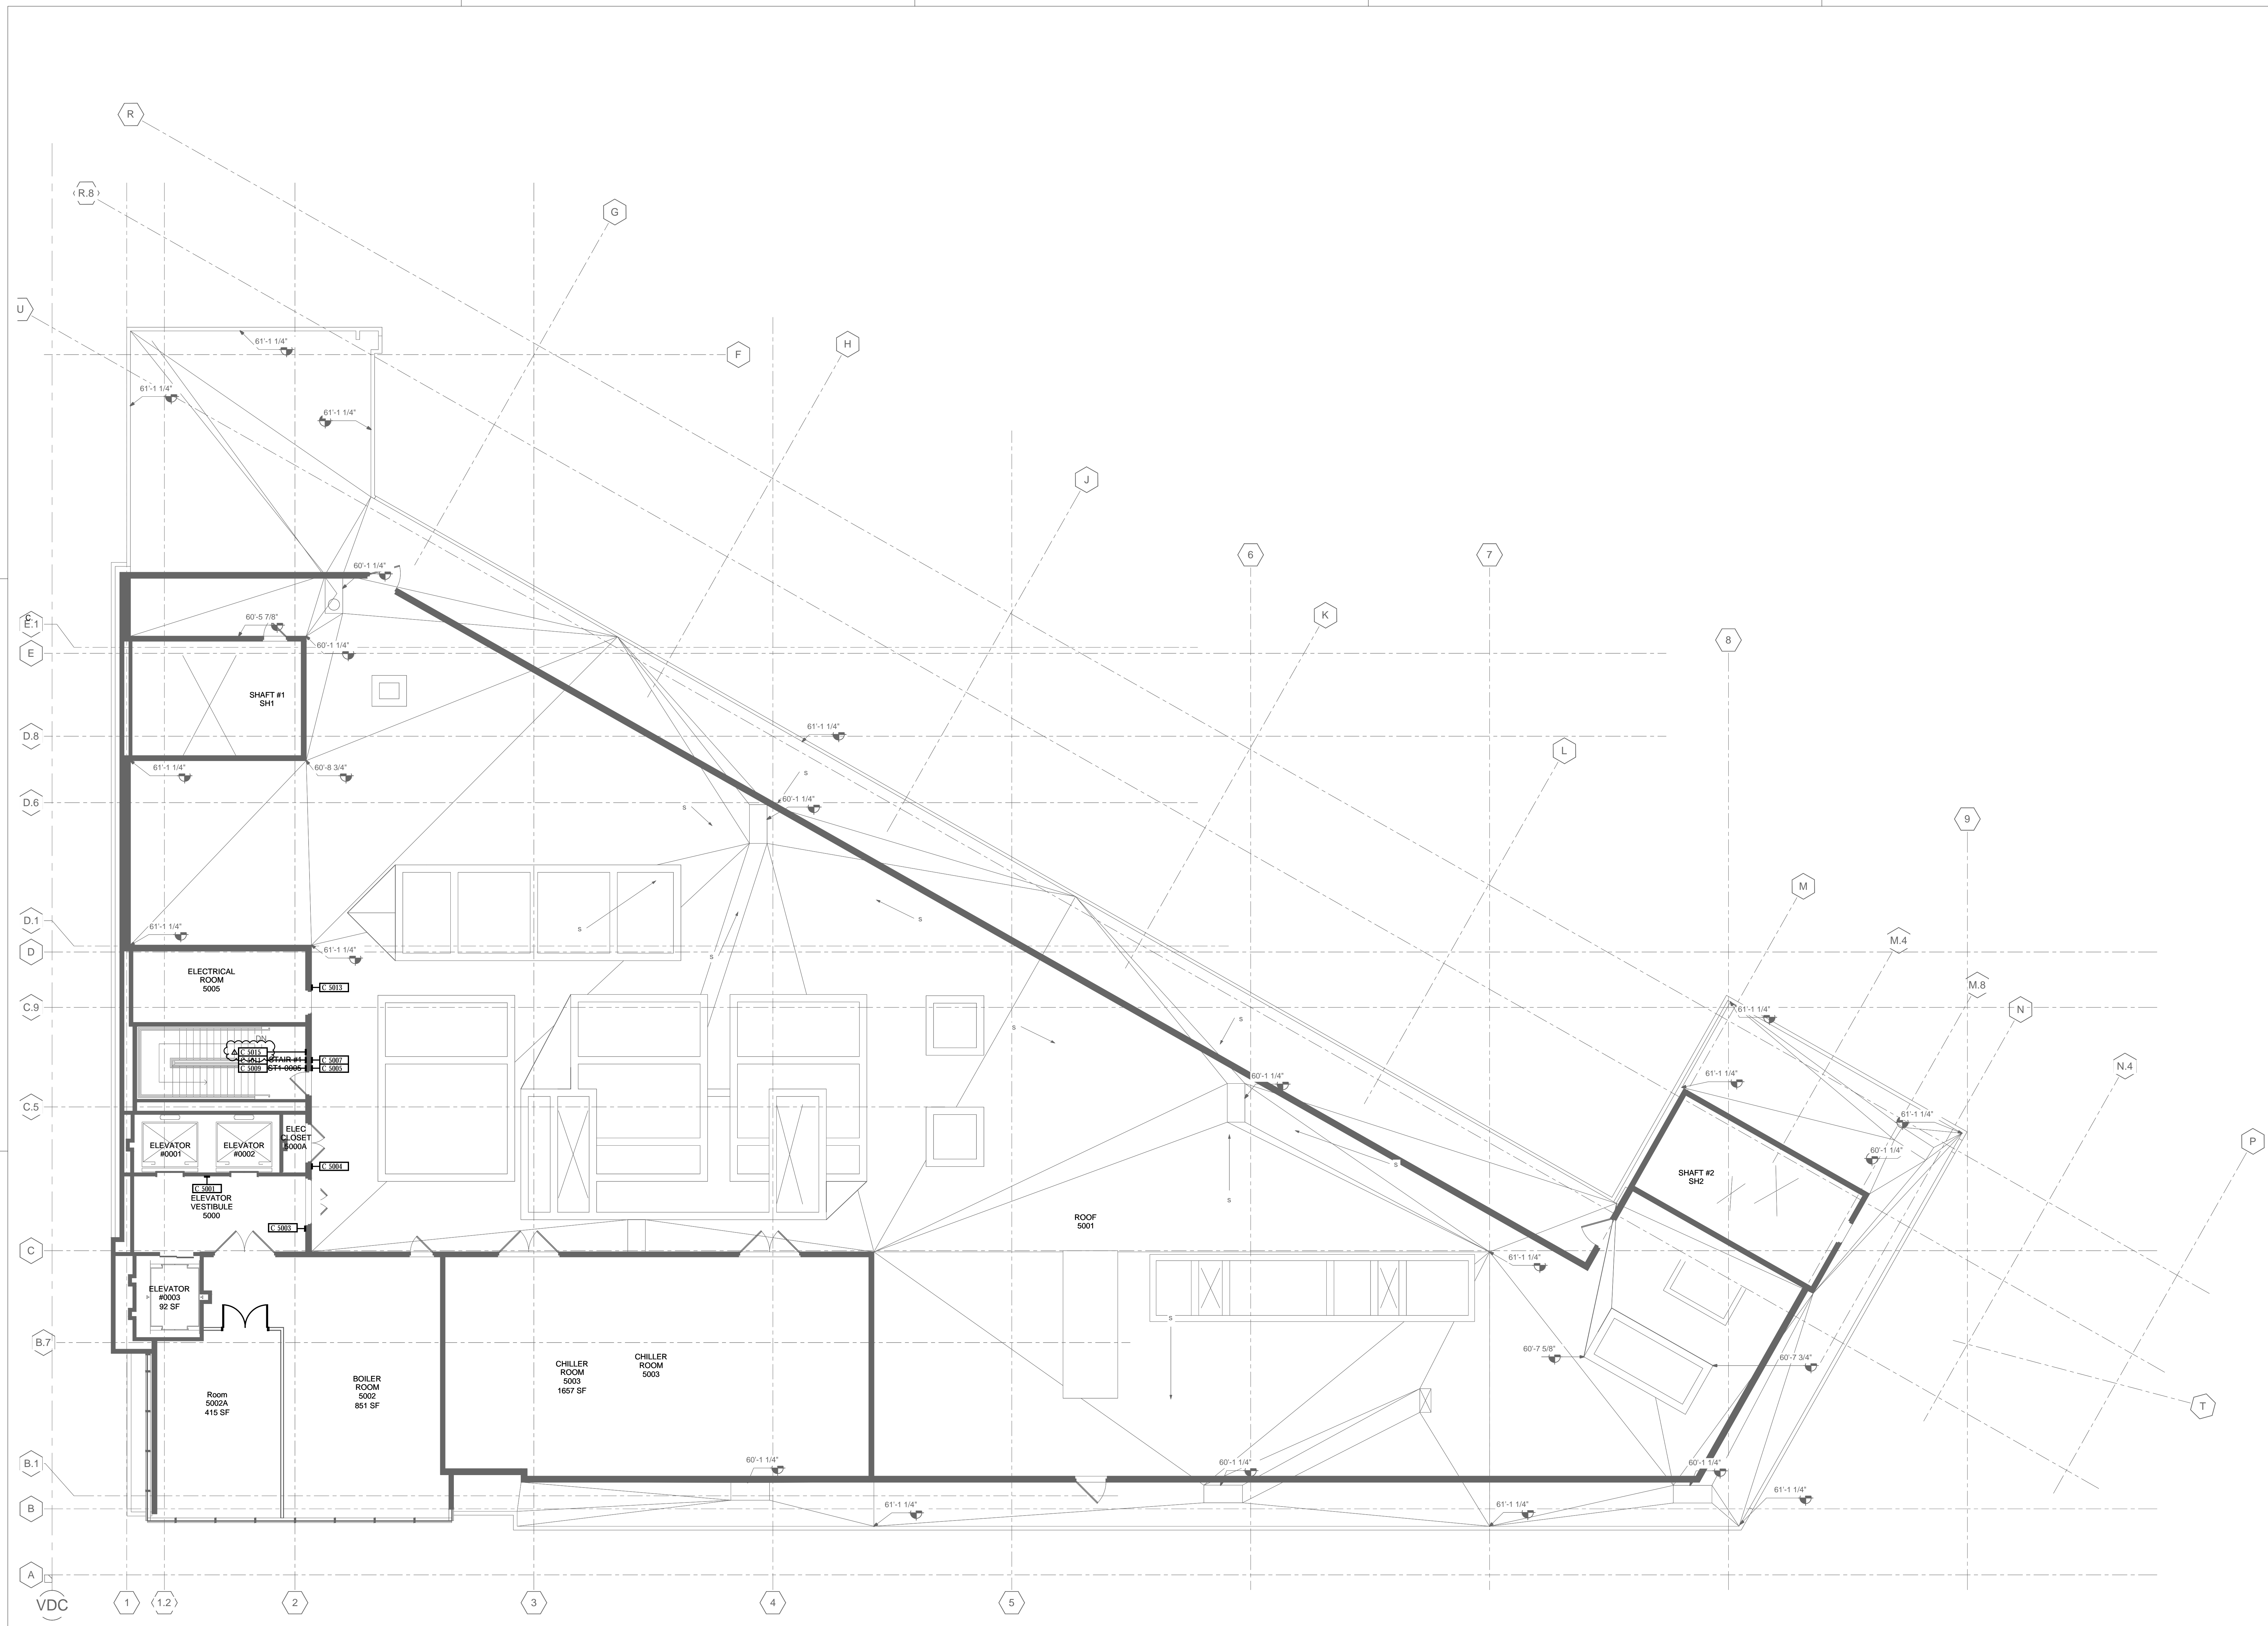 R
R.8
G
U
H
F
61'-1 1/4"
61'-1 1/4"
61'-1 1/4"
J
6
7
60'-1 1/4"
K
8
E.1
60'-5 7/8"
E
60'-1 1/4"
SHAFT #1
SH1
D.8
61'-1 1/4"
L
61'-1 1/4"
60'-8 3/4"
S
D.6
S
60'-1 1/4"
9
M
D.1
S
61'-1 1/4"
S
M.4
D
61'-1 1/4"
S
ELECTRICAL
ROOM
5005
C 5013
M.8
C.9
N
61'-1 1/4"
S
S
DN
C 5015
C 5011
STAIR #1
C 5007
C 5009
ST1-0005
C 5005
N.4
60'-1 1/4"
61'-1 1/4"
C.5
61'-1 1/4"
ELEC
CLOSET
5000A
ELEVATOR
#0001
ELEVATOR
#0002
P
60'-1 1/4"
C 5004
S
SHAFT #2
SH2
C 5001
ELEVATOR
VESTIBULE
5000
S
C 5003
ROOF
5001
C
61'-1 1/4"
ELEVATOR
#0003
92 SF
S
B.7
60'-7 5/8"
60'-7 3/4"
CHILLER
ROOM
5003
1657 SF
CHILLER
ROOM
5003
BOILER
ROOM
5002
851 SF
Room
5002A
415 SF
T
B.1
60'-1 1/4"
60'-1 1/4"
60'-1 1/4"
B
61'-1 1/4"
61'-1 1/4"
61'-1 1/4"
A
VDC
1
1.2
2
3
4
5